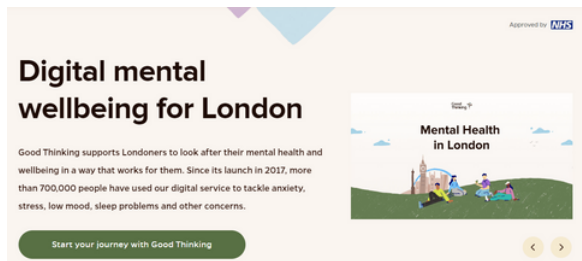 Approved by NHS
Digital mental
wellbeing for London
Good Thinking supports Londoners to look after their mental health and
wellbeing in a way that works for them. Since its launch in 2017, more
than 700,000 people have used our digital service to tackle anxiety,
stress, low mood, sleep problems and other concerns.
Start your journey with Good Thinking
Good
Thinking
Mental Health
in London